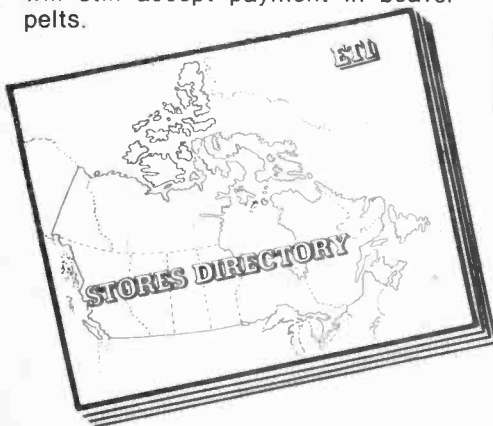 will still accept payment in beaver
pelts.
ETI
STORES DIRECTORY